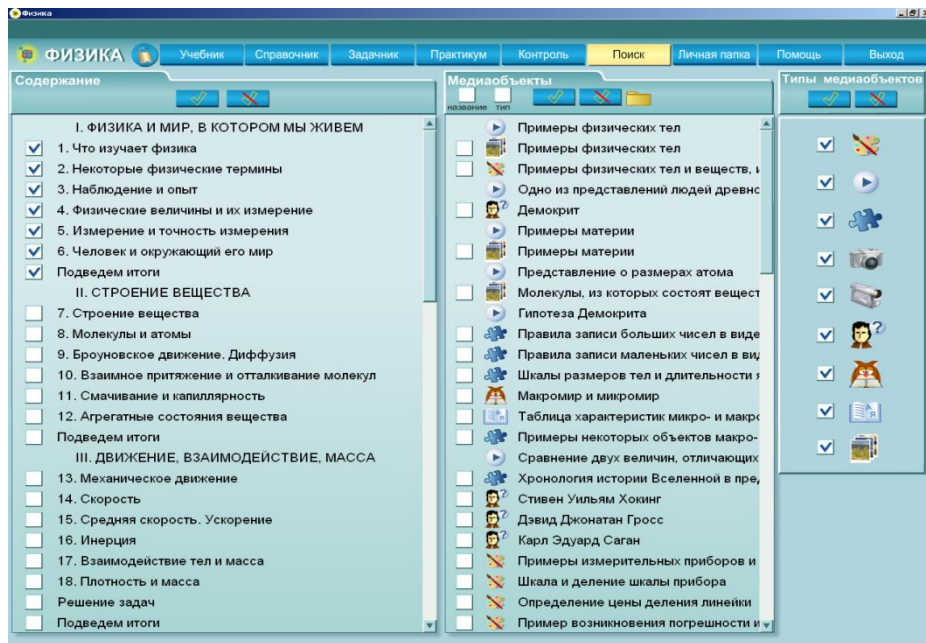 Физика
ФИЗИКА
Учебник
Справочник
Задачник
Практикум
Контроль
Поиск
Личная папка
Помощь
Выход
Содержание
I. ФИЗИКА И МИР, В КОТОРОМ МЫ ЖИВЕМ
1. Что изучает физика
2. Некоторые физические термины
3. Наблюдение и опыт
4. Физические величины и их измерение
5. Измерение и точность измерения
6. Человек и окружающий его мир
Подведем итоги
II. СТРОЕНИЕ ВЕЩЕСТВА
7. Строение вещества
8. Молекулы и атомы
9. Броуновское движение. Диффузия
10. Взаимное притяжение и отталкивание молекул
11. Смачивание и капиллярность
12. Агрегатные состояния вещества
Подведем итоги
III. ДВИЖЕНИЕ, ВЗАИМОДЕЙСТВИЕ, МАССА
13. Механическое движение
14. Скорость
15. Средняя скорость. Ускорение
16. Инерция
17. Взаимодействие тел и масса
18. Плотность и масса
Решение задач
Подведем итоги
Медиаобъекты
название тип
Примеры физических тел
Примеры физических тел
Примеры физических тел и веществ, и
Одно из представлений людей древнс
Демокрит
Примеры материи
Примеры материи
Представление о размерах атома
Молекулы, из которых состоят вещест
Гипотеза Демокрита
Правила записи больших чисел в виде
Правила записи маленьких чисел в вид
Шкалы размеров тел и длительности я
Макромир и микромир
Таблица характеристик микро- и макрс
Примеры некоторых объектов макро-
Сравнение двух величин, отличающих
Хронология истории Вселенной в пред
Стивен Уильям Хокинг
Дэвид Джонатан Гросс
Карл Эдуард Саган
Примеры измерительных приборов и
Шкала и деление шкалы прибора
Определение цены деления линейки
Пример возникновения погрешности и
Типы медиаобъектов